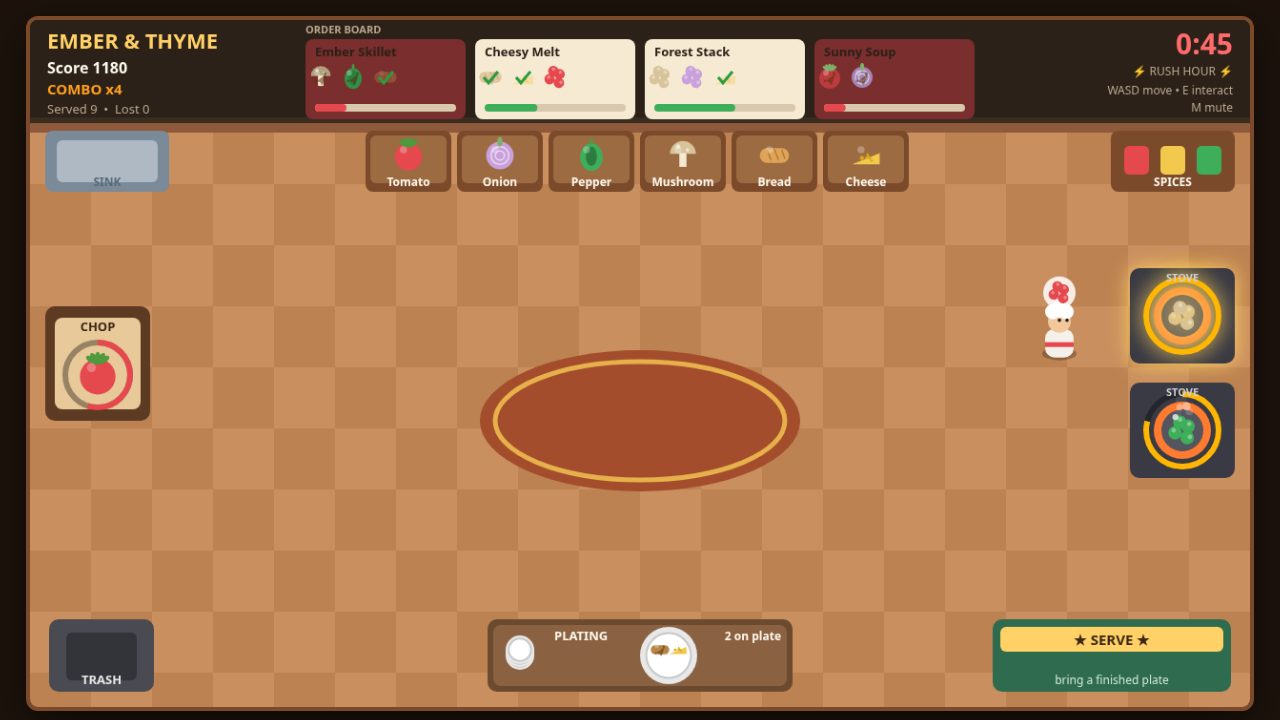 EMBER & THYME
Score 1180
COMBO x4
Served 9 • Lost 0
ORDER BOARD
Ember Skillet
Cheesy Melt
Forest Stack
Sunny Soup
0:45
⚡ RUSH HOUR ⚡
WASD move • E interact
M mute
SINK
Tomato
Onion
Pepper
Mushroom
Bread
Cheese
SPICES
STOVE
CHOP
STOVE
TRASH
PLATING
2 on plate
★ SERVE ★
bring a finished plate